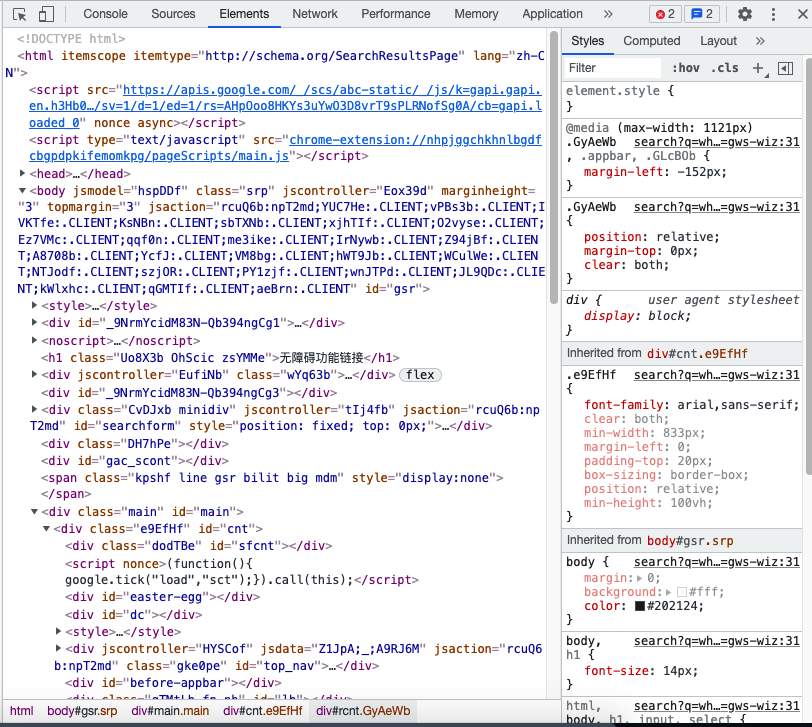 Console Sources Elements Network Performance Memory Application » 2 2
<!DOCTYPE html>
<html itemscope itemtype="http://schema.org/SearchResultsPage" lang="zh-C
N">
<script src="https://apis.google.com/_/scs/abc-static/_/js/k=gapi.gapi.
en.h3Hb0…/sv=1/d=1/ed=1/rs=AHpOoo8HKYs3uYwO3D8vrT9sPLRNofSg0A/cb=gapi.l
oaded_0" nonce async></script>
<script type="text/javascript" src="chrome-extension://nhpjggchkhnlbgdf
cbgpdpkifemomkpg/pageScripts/main.js"></script>
<head>…</head>
<body jsmodel="hspDDf" class="srp" jscontroller="Eox39d" marginheight=
"3" topmargin="3" jsaction="rcuQ6b:npT2md;YUC7He:.CLIENT;vPBs3b:.CLIENT;I
VKTfe:.CLIENT;KsNBn:.CLIENT;sbTXNb:.CLIENT;xjhTIf:.CLIENT;O2vyse:.CLIENT;
Ez7VMc:.CLIENT;qqf0n:.CLIENT;me3ike:.CLIENT;IrNywb:.CLIENT;Z94jBf:.CLIEN
T;A8708b:.CLIENT;YcfJ:.CLIENT;VM8bg:.CLIENT;hWT9Jb:.CLIENT;WCulWe:.CLIEN
T;NTJodf:.CLIENT;szjOR:.CLIENT;PY1zjf:.CLIENT;wnJTPd:.CLIENT;JL9QDc:.CLIE
NT;kWlxhc:.CLIENT;qGMTIf:.CLIENT;aeBrn:.CLIENT" id="gsr">
<style>…</style>
<div id="_9NrmYcidM83N-Qb394ngCg1">…</div>
<noscript>…</noscript>
<h1 class="Uo8X3b OhScic zsYMMe">无障碍功能链接</h1>
<div jscontroller="EufiNb" class="wYq63b">…</div> flex
<div id="_9NrmYcidM83N-Qb394ngCg3"></div>
<div class="CvDJxb minidiv" jscontroller="tIj4fb" jsaction="rcuQ6b:np
T2md" id="searchform" style="position: fixed; top: 0px;">…</div>
<div class="DH7hPe"></div>
<div id="gac_scont"></div>
<span class="kpshf line gsr bilit big mdm" style="display:none">
</span>
<div class="main" id="main">
<div class="e9EfHf" id="cnt">
<div class="dodTBe" id="sfcnt"></div>
<script nonce>(function(){
google.tick("load","sct");}).call(this);</script>
<div id="easter-egg"></div>
<div id="dc"></div>
<style>…</style>
<div jscontroller="HYSCof" jsdata="Z1JpA;_;A9RJ6M" jsaction="rcuQ6
b:npT2MD" class="gke0pe" id="top_nav">…</div>
<div id="before-appbar"></div>
html body#gsr.srp div#main.main div#cnt.e9EfHf div#rcnt.GyAeWb
Styles Computed Layout »
Filter :hov .cls +
element.style {
}
@media (max-width: 1121px)
.GyAeWb search?q=wh…=gws-wiz:31
, .appbar, .GLcBOb {
margin-left: -152px;
}
.GyAeWb search?q=wh…=gws-wiz:31
{
position: relative;
margin-top: 0px;
clear: both;
}
div { user agent stylesheet
display: block;
}
Inherited from div#cnt.e9EfHf
.e9EfHf search?q=wh…=gws-wiz:31
{
font-family: arial,sans-serif;
clear: both;
min-width: 833px;
margin-left: 0;
padding-top: 20px;
box-sizing: border-box;
position: relative;
min-height: 100vh;
}
Inherited from body#gsr.srp
body { search?q=wh…=gws-wiz:31
margin: 0;
background: #fff;
color: #202124;
}
body, search?q=wh…=gws-wiz:31
h1 {
font-size: 14px;
}
html, search?q=wh…=gws-wiz:31
body, h1, input, select {